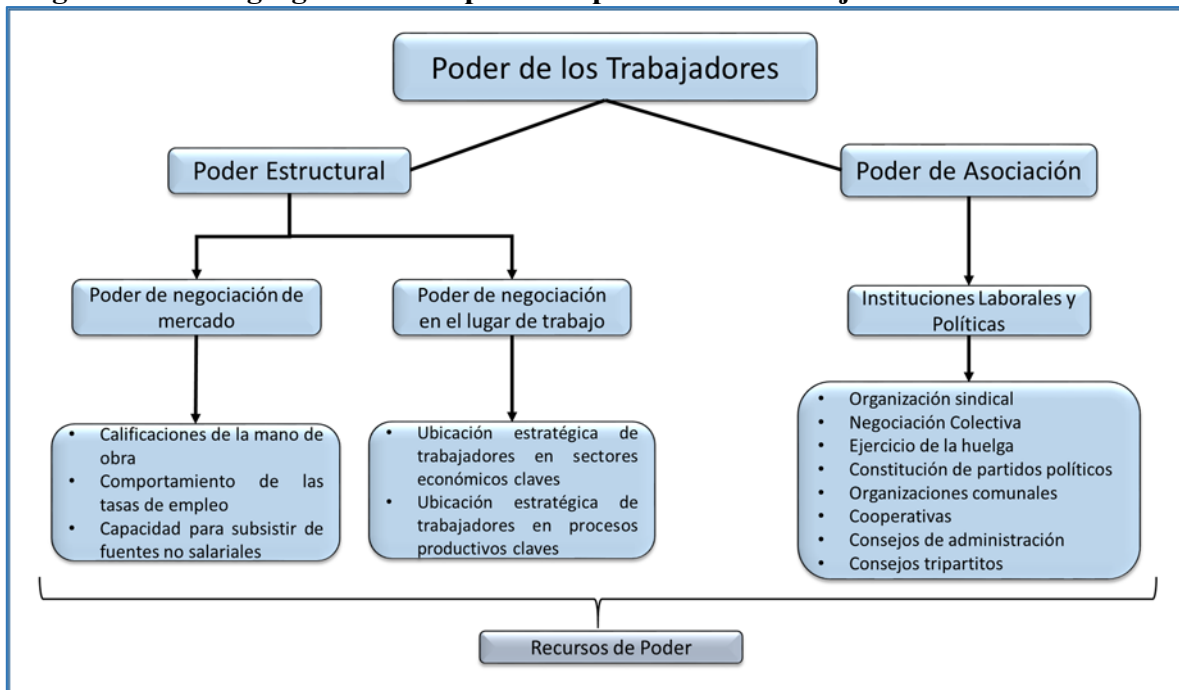 Poder de los Trabajadores
Poder Estructural
Poder de Asociación
Poder de negociación de
mercado
Poder de negociación
en el lugar de trabajo
Instituciones Laborales y
Políticas
• Calificaciones de la mano de
obra
• Comportamiento de las
tasas de empleo
• Capacidad para subsistir de
fuentes no salariales
• Ubicación estratégica de
trabajadores en sectores
económicos claves
• Ubicación estratégica de
trabajadores en procesos
productivos claves
• Organización sindical
• Negociación Colectiva
• Ejercicio de la huelga
• Constitución de partidos políticos
• Organizaciones comunales
• Cooperativas
• Consejos de administración
• Consejos tripartitos
Recursos de Poder